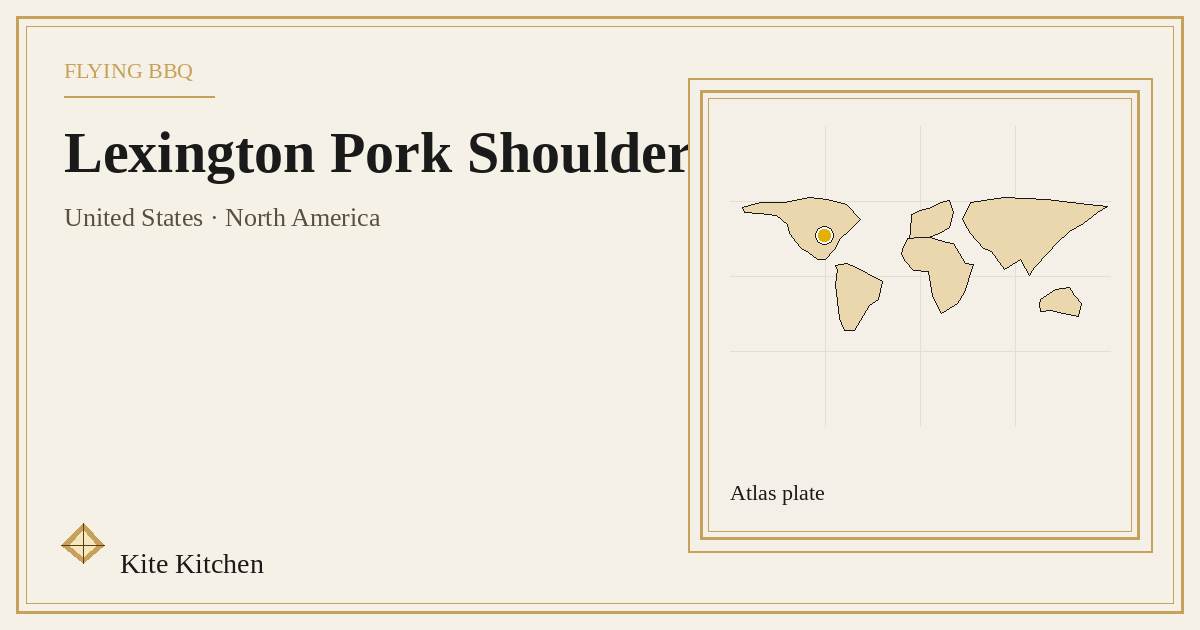 FLYING BBQ
Lexington Pork Shoulder
United States · North America
Atlas plate
Kite Kitchen